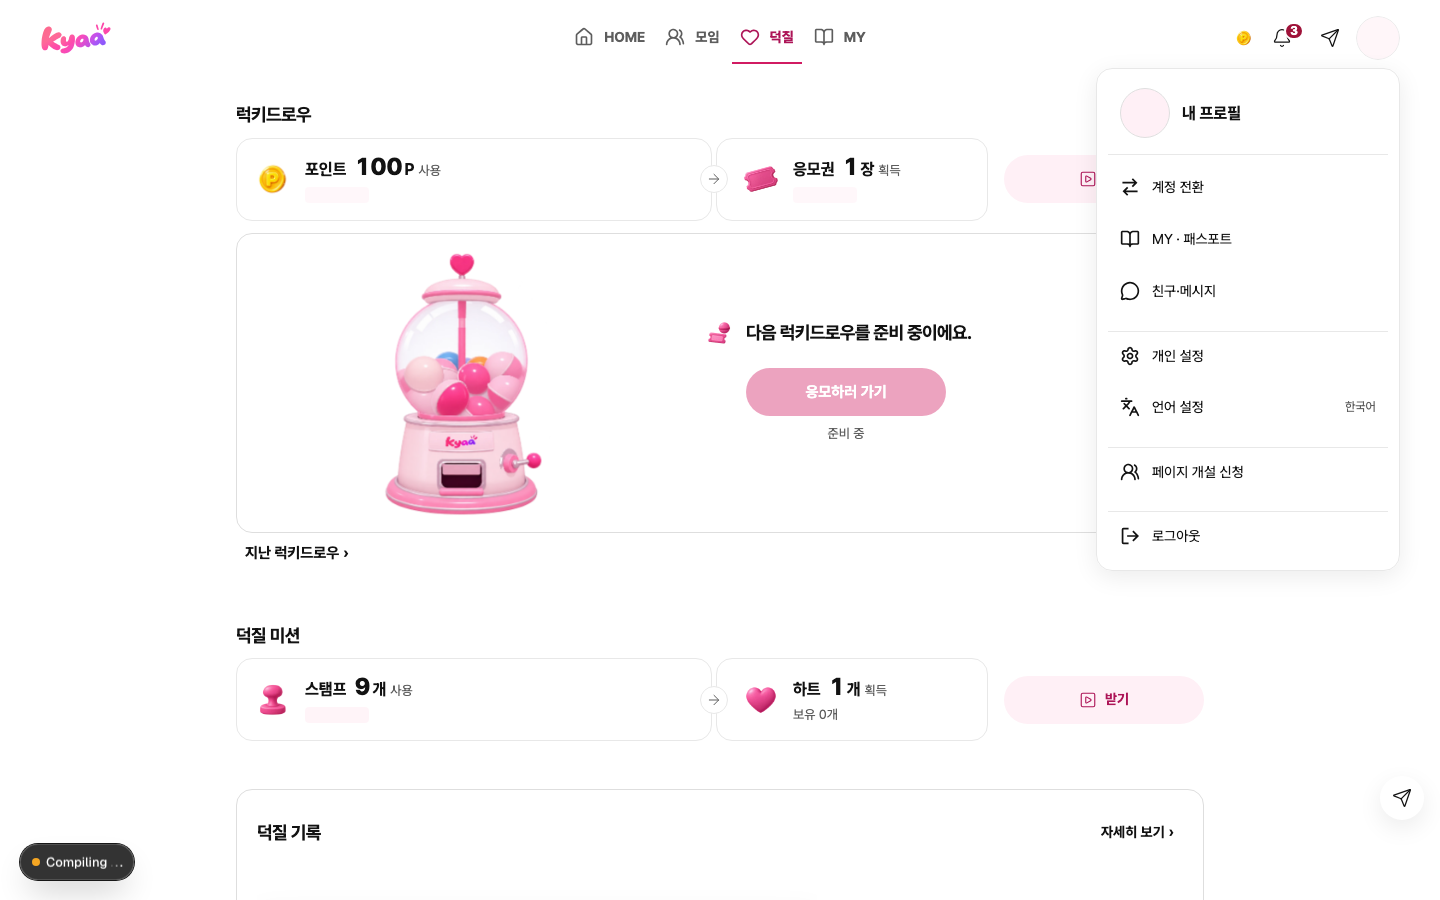 kyaa
HOME
모임
덕질
MY
3
럭키드로우
포인트 100P 사용
응모권 1장 획득
다음 럭키드로우를 준비 중이에요.
응모하러 가기
준비 중
kyaa
지난 럭키드로우 ›
내 프로필
계정 전환
MY · 패스포트
친구·메시지
개인 설정
언어 설정 한국어
페이지 개설 신청
로그아웃
덕질 미션
스탬프 9개 사용
하트 1개 획득
보유 0개
받기
덕질 기록
자세히 보기 ›
Compiling ...